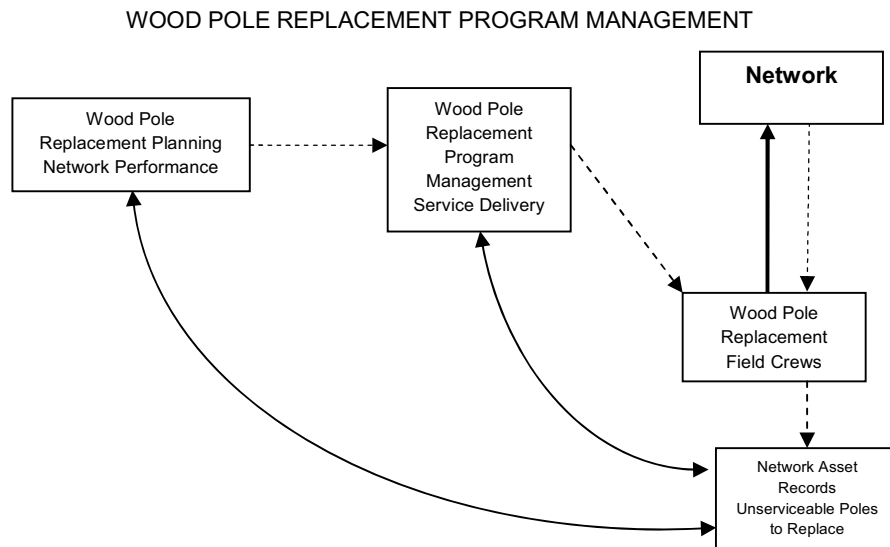 WOOD POLE REPLACEMENT PROGRAM MANAGEMENT
Network
Wood Pole
Replacement Planning
Network Performance
Wood Pole
Replacement
Program
Management
Service Delivery
Wood Pole
Replacement
Field Crews
Network Asset
Records
Unserviceable Poles
to Replace